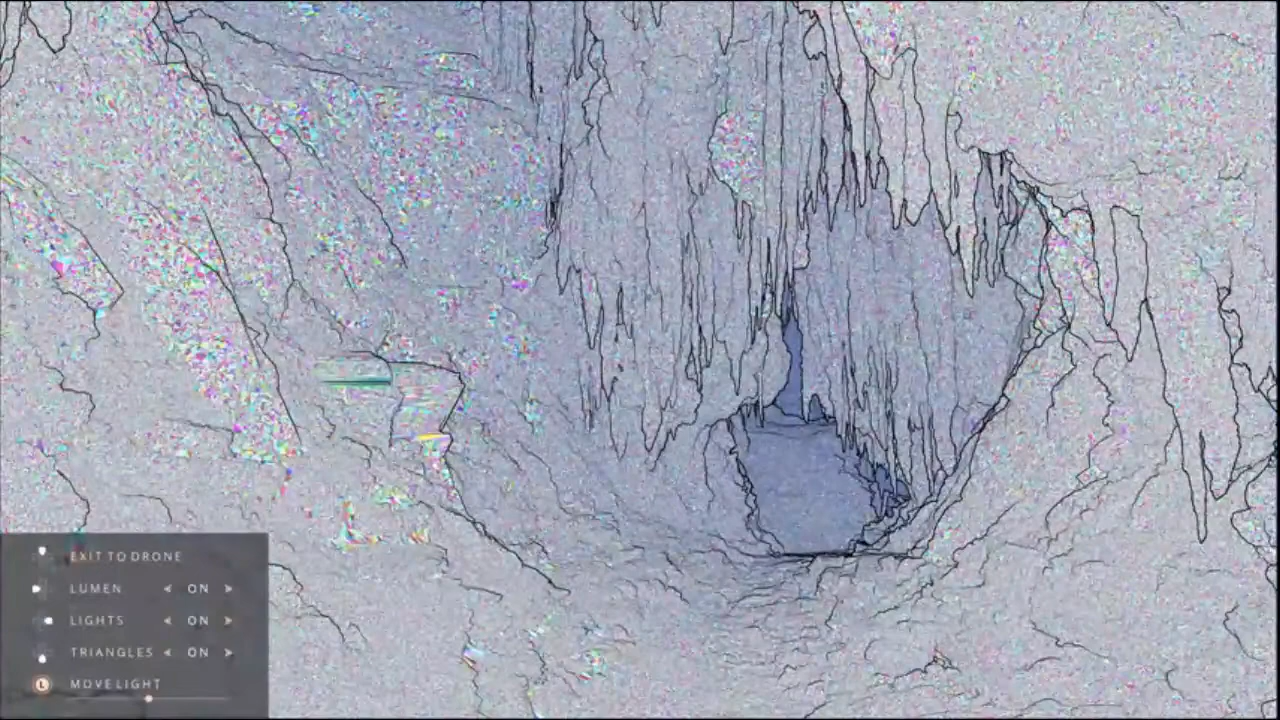 EXIT TO DRONE
LUMEN < ON >
LIGHTS < ON >
TRIANGLES < ON >
L MOVE LIGHT